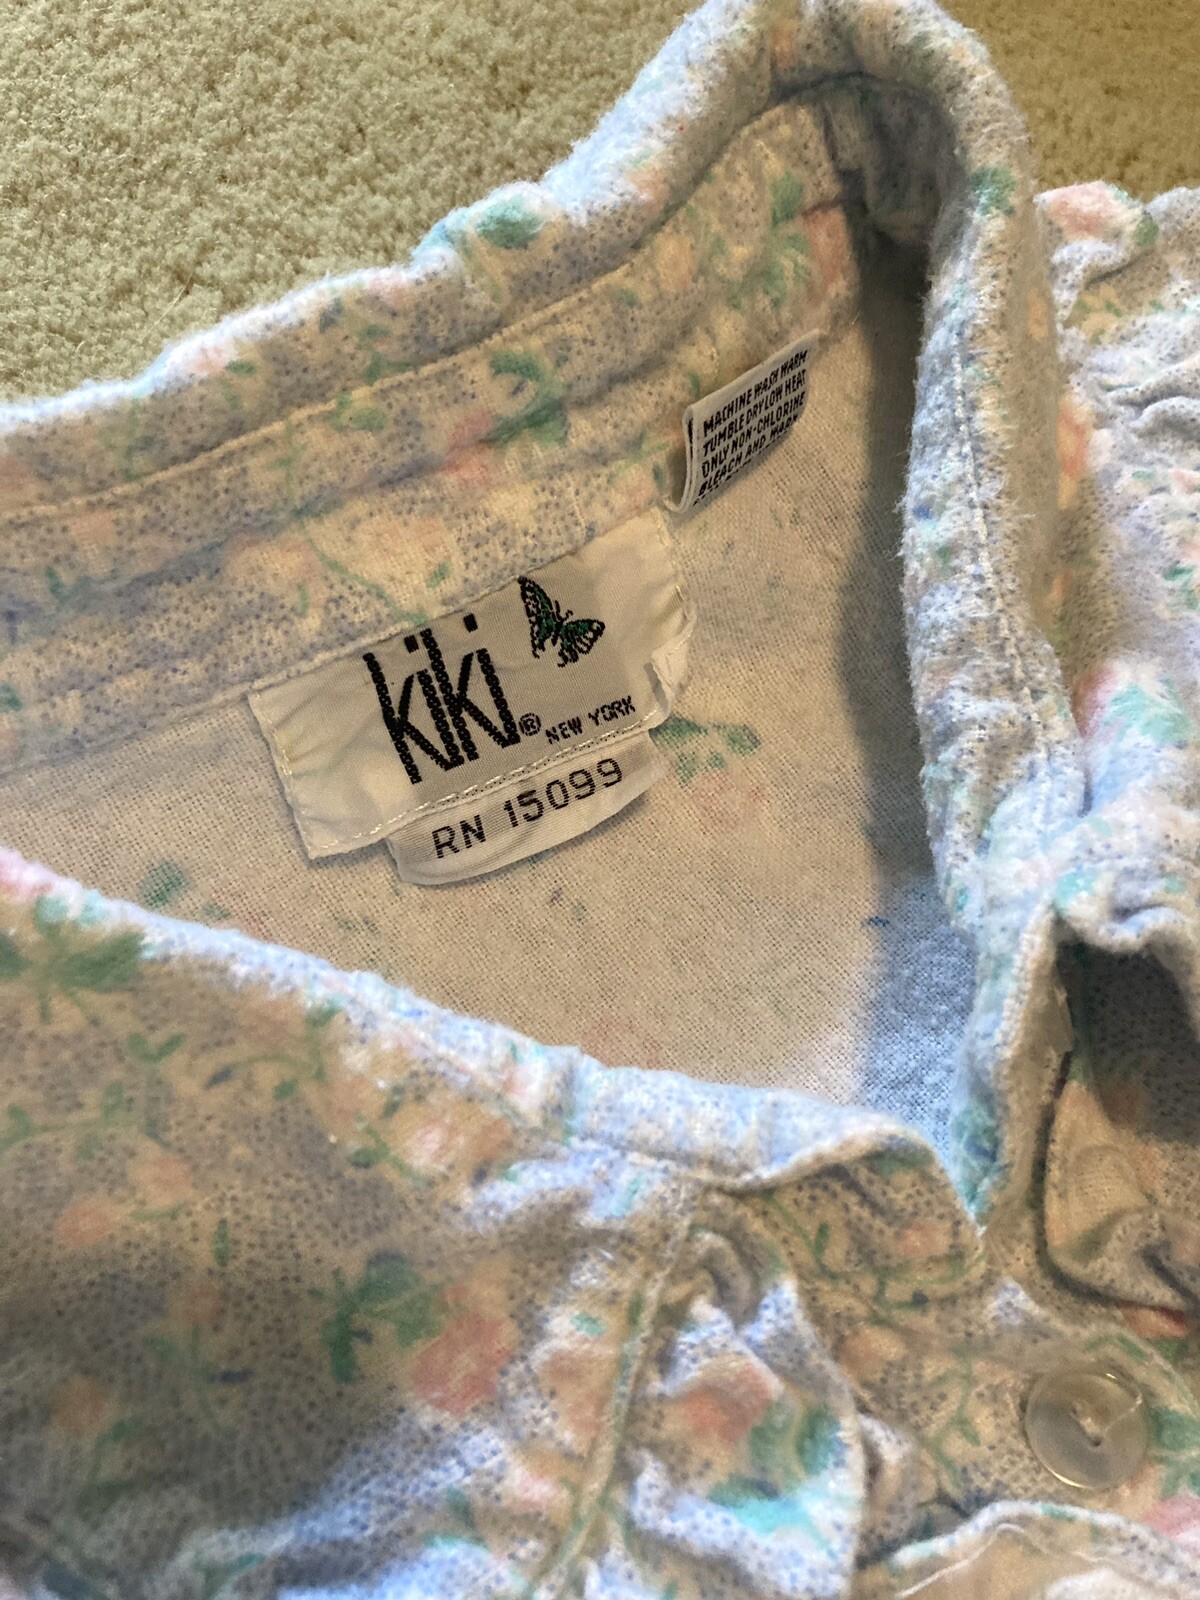 MACHINE WASH WARM
TUMBLE DRY LOW HEAT
ONLY NON-CHLORINE
BLEACH AND WARM
kiki®
NEW YORK
RN 15099